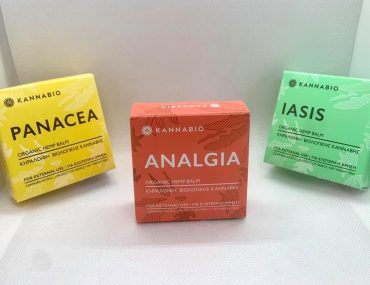 KANNABIO
PANACEA
ORGANIC HEMP BALM
ΚΗΡΑΛΟΙΦΗ ΒΙΟΛΟΓΙΚΗΣ ΚΑΝΝΑΒΗΣ
FOR EXTERNAL USE / ΓΙΑ ΕΞΩΤΕΡΙΚΗ ΧΡΗΣΗ
ANALGIA
KANNABIO
ANALGIA
ORGANIC HEMP BALM
ΚΗΡΑΛΟΙΦΗ ΒΙΟΛΟΓΙΚΗΣ ΚΑΝΝΑΒΗΣ
FOR EXTERNAL USE / ΓΙΑ ΕΞΩΤΕΡΙΚΗ ΧΡΗΣΗ
KANNABIO
IASIS
ORGANIC HEMP BALM
ΚΗΡΑΛΟΙΦΗ ΒΙΟΛΟΓΙΚΗΣ ΚΑΝΝΑΒΗΣ
FOR EXTERNAL USE / ΓΙΑ ΕΞΩΤΕΡΙΚΗ ΧΡΗΣΗ